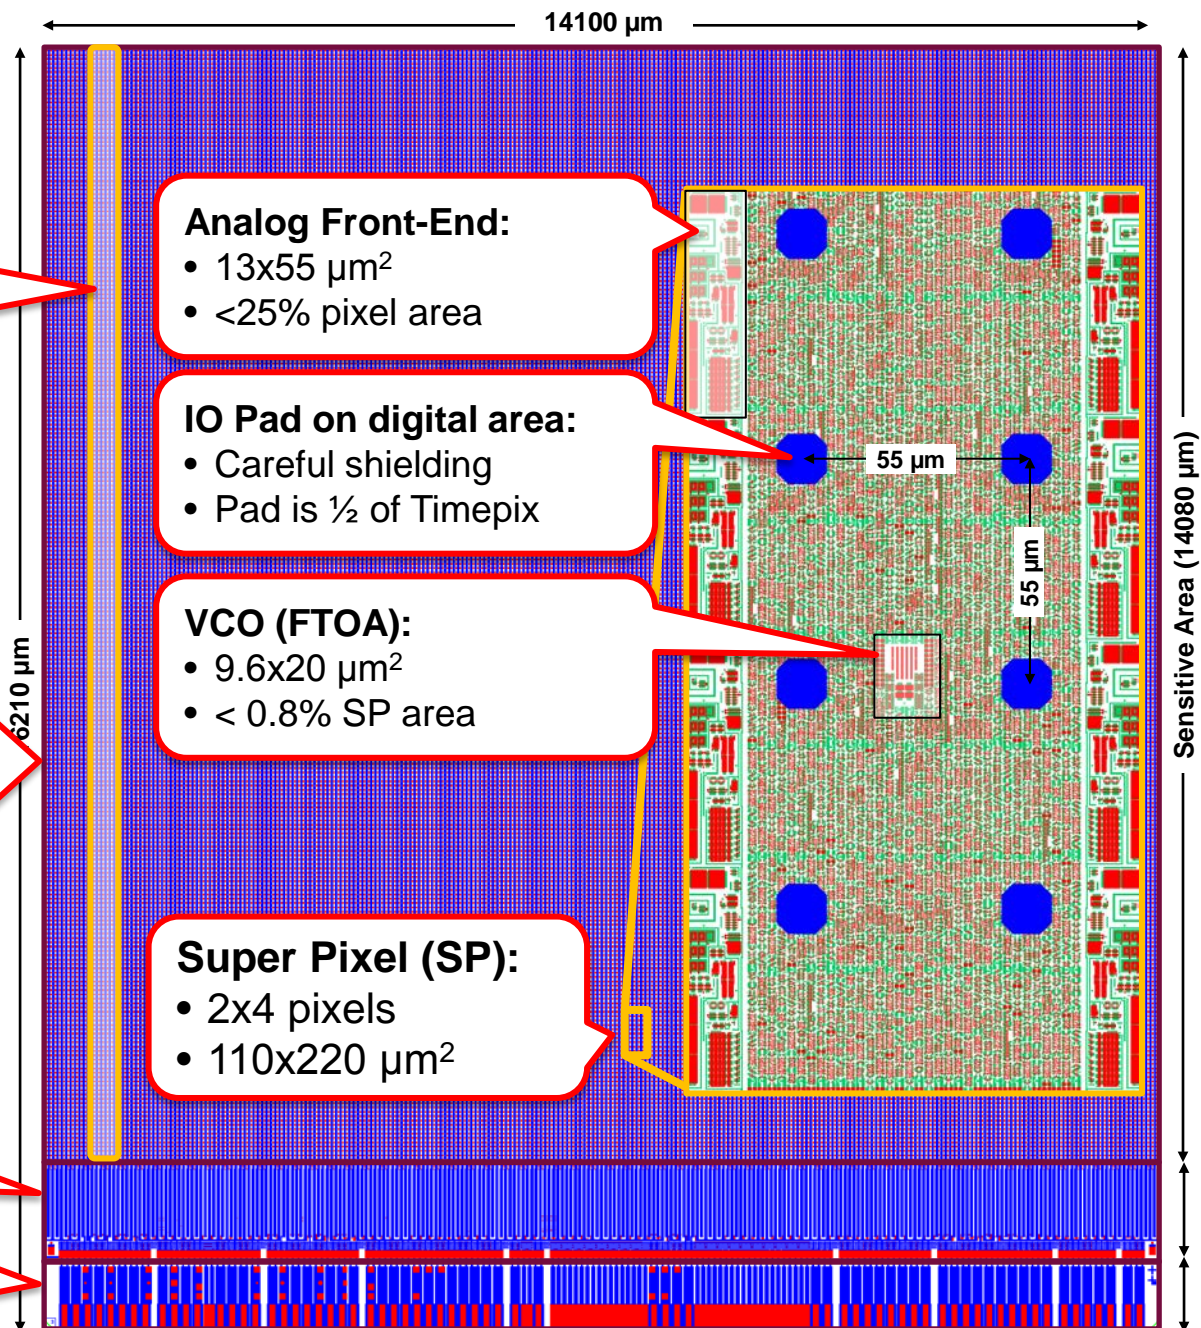 14100 µm
Analog Front-End:
• 13x55 µm²
• <25% pixel area
IO Pad on digital area:
• Careful shielding
• Pad is ½ of Timepix
55 µm
55 µm
VCO (FTOA):
• 9.6x20 µm²
• < 0.8% SP area
6210 µm
Sensitive Area (14080 µm)
Super Pixel (SP):
• 2x4 pixels
• 110x220 µm²